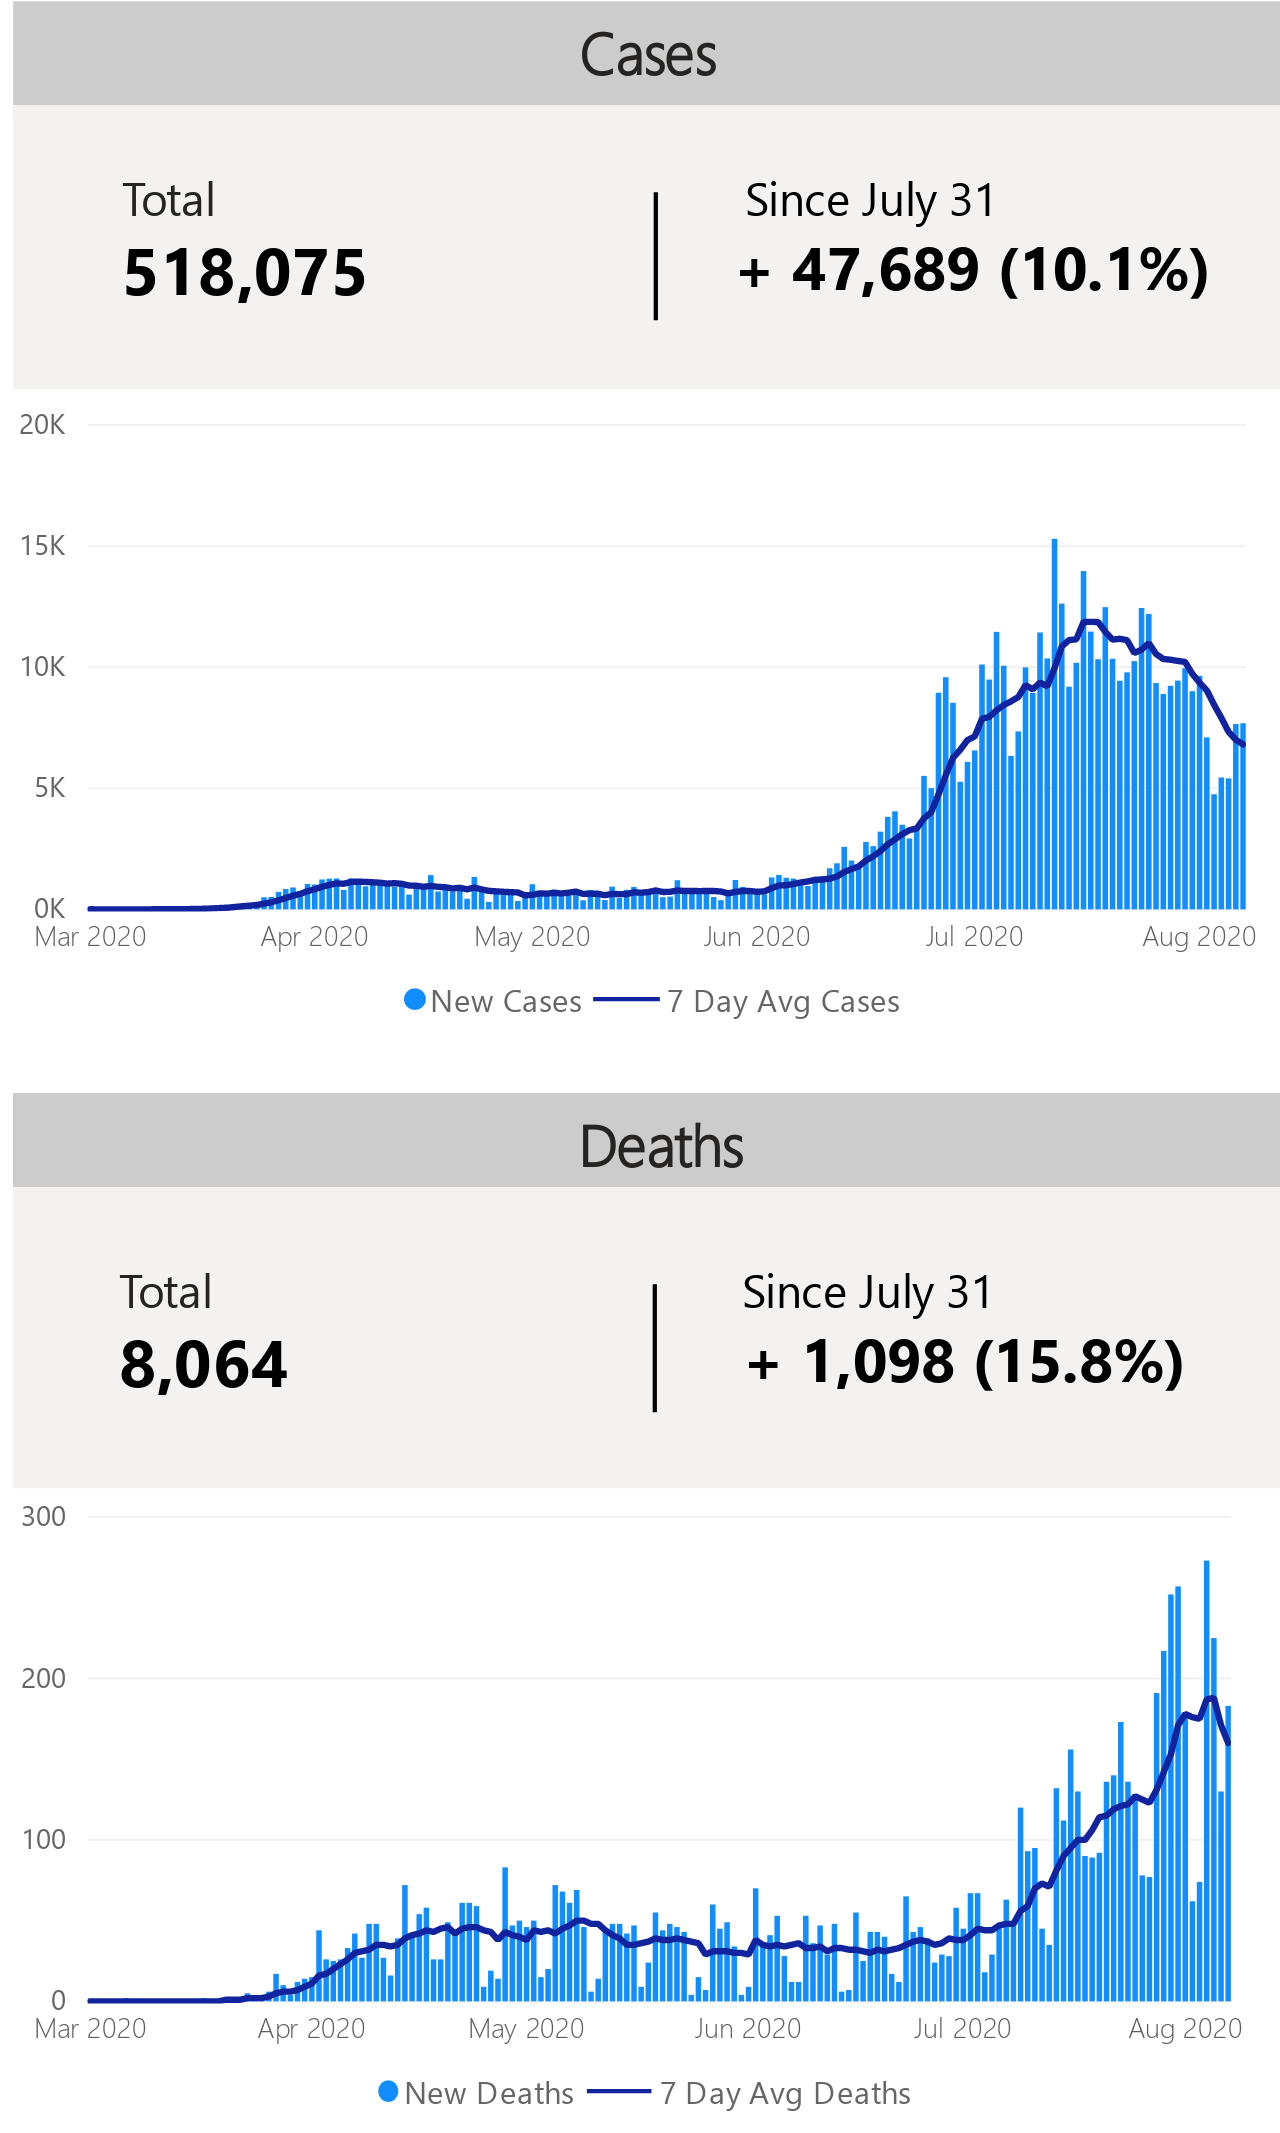 Cases
Total
518,075
Since July 31
+ 47,689 (10.1%)
20K
15K
10K
5K
0K
Mar 2020 Apr 2020 May 2020 Jun 2020 Jul 2020 Aug 2020
New Cases 7 Day Avg Cases
Deaths
Total
8,064
Since July 31
+ 1,098 (15.8%)
300
200
100
0
Mar 2020 Apr 2020 May 2020 Jun 2020 Jul 2020 Aug 2020
New Deaths 7 Day Avg Deaths